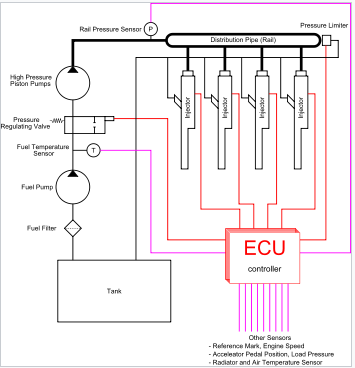 Pressure Limiter
Rail Pressure Sensor
P
Distribution Pipe (Rail)
High Pressure
Piston Pumps
Injector
Injector
Injector
Injector
Pressure
Regulating Valve
Fuel Temperature
Sensor
T
Fuel Pump
Fuel Filter
ECU
controller
Tank
Other Sensors
- Reference Mark, Engine Speed
- Acceleator Pedal Position, Load Pressure
- Radiator and Air Temperature Sensor